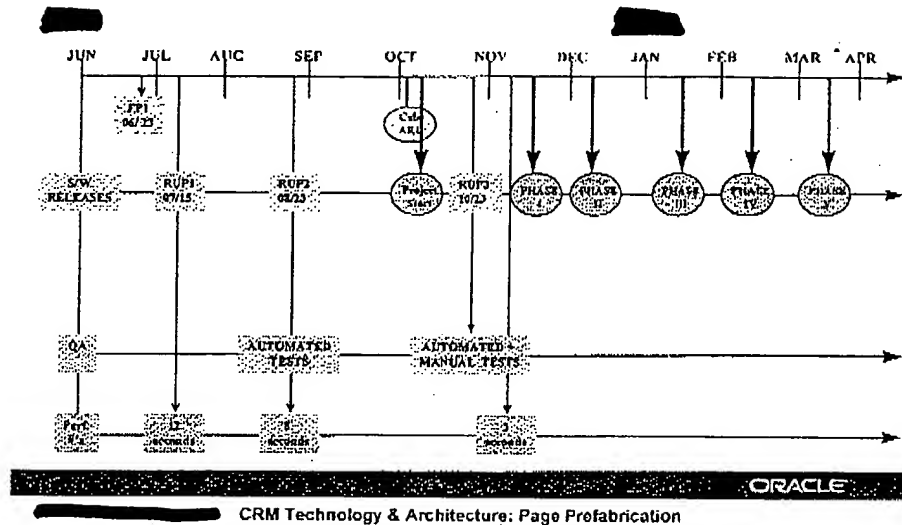 JUN JUL AUG SEP OCT NOV DEC JAN FEB MAR APR
FP1
06/23
S/W
RELEASES
RUP1
07/15
RUP2
08/23
Project
Start
RUP3
10/23
PHASE
I
PHASE
II
PHASE
III
PHASE
IV
PHASE
V
QA
AUTOMATED
TESTS
AUTOMATED +
MANUAL TESTS
Perf.
12
seconds
8
seconds
3
seconds
ORACLE
CRM Technology & Architecture: Page Prefabrication